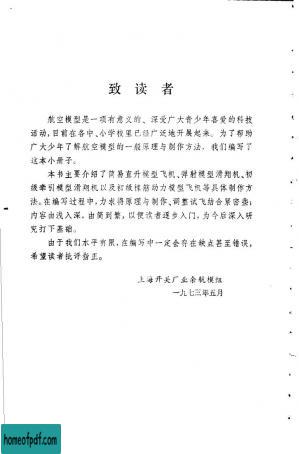 致读者
航空模型是一项有意义的、深受广大青少年喜爱的科技
活动，目前在各中、小学校里已经广泛地开展起来。为了帮助
广大少年了解航空模型的一般原理与制作方法，我们编写了
这本小册子。
本书主要介绍了简易直升模型飞机、弹射模型滑翔机、初
级牵引模型滑翔机以及初级橡筋动力模型飞机等具体制作方
法。在编写过程中，力求将原理与制作、调整试飞结合紧密些；
内容由浅入深，由简到繁，以便读者逐步入门，为今后深入研
究打下基础。
由于我们水平有限，在编写中一定会存在缺点甚至错误，
希望读者批评指正。
上海开关厂业余航模组
一九七三年五月
homeofpdf.com